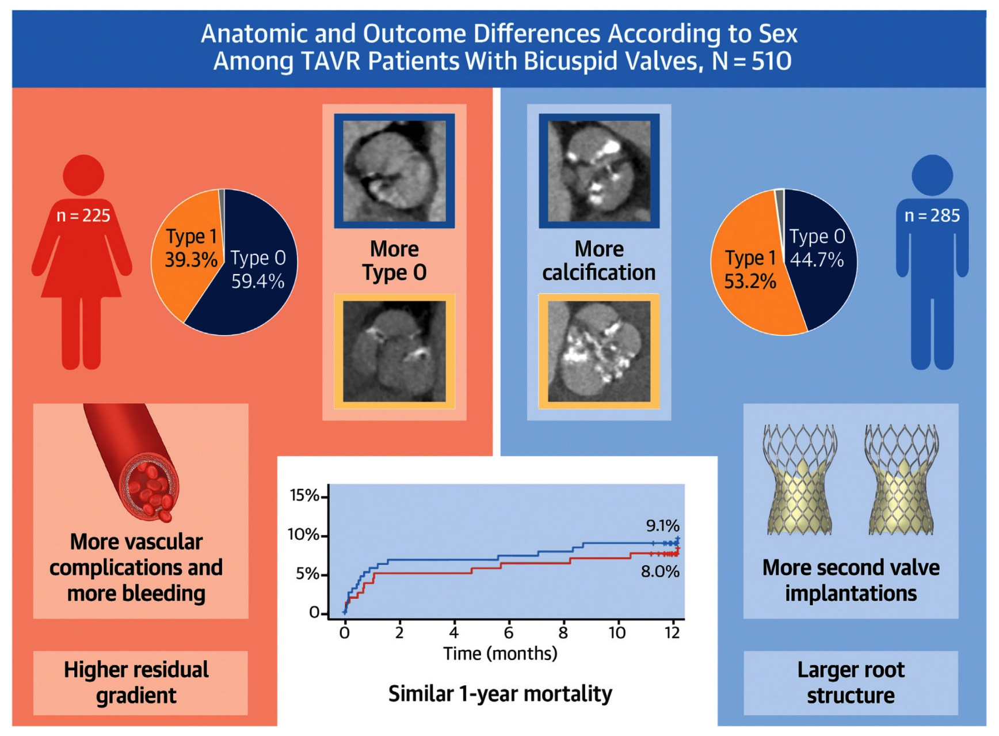 Anatomic and Outcome Differences According to Sex
Among TAVR Patients With Bicuspid Valves, N = 510
n = 225
Type 1
39.3%
Type 0
59.4%
More
Type 0
More
calcification
Type 1
53.2%
Type 0
44.7%
n = 285
More vascular
complications and
more bleeding
Higher residual
gradient
15%
10%
5%
0
9.1%
8.0%
0 2 4 6 8 10 12
Time (months)
Similar 1-year mortality
More second valve
implantations
Larger root
structure